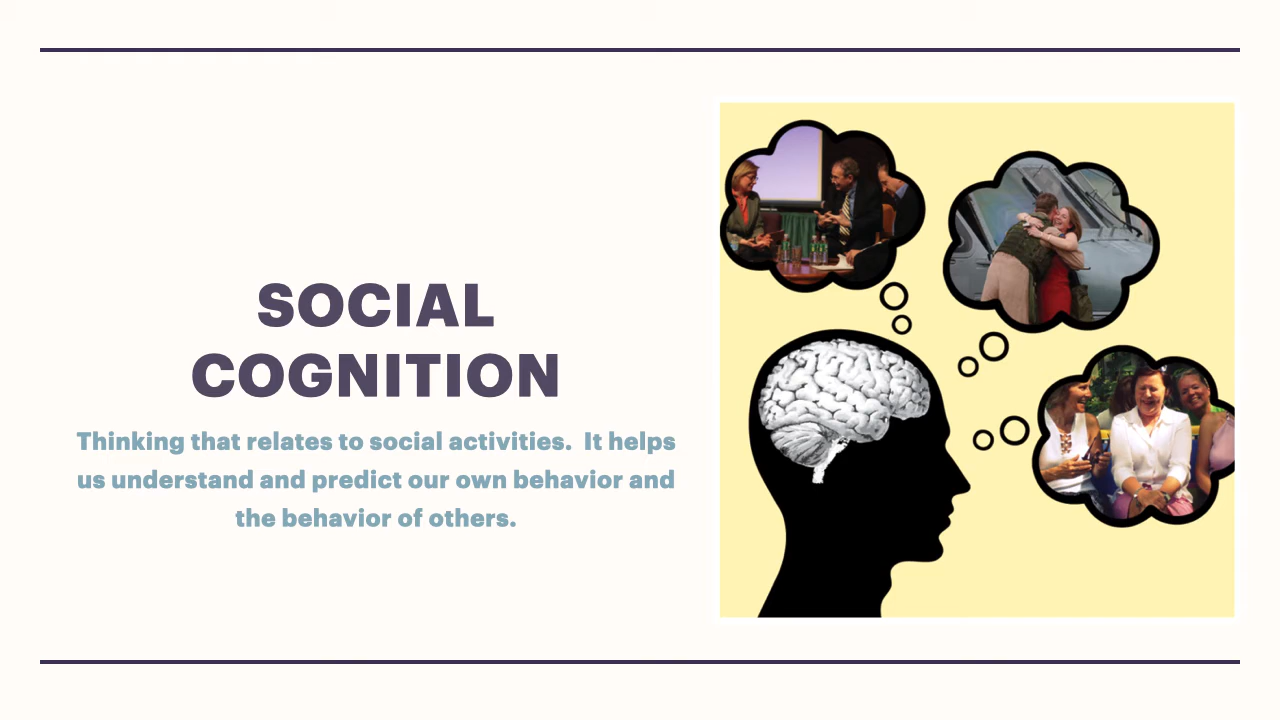 SOCIAL
COGNITION
Thinking that relates to social activities.  It helps
us understand and predict our own behavior and
the behavior of others.